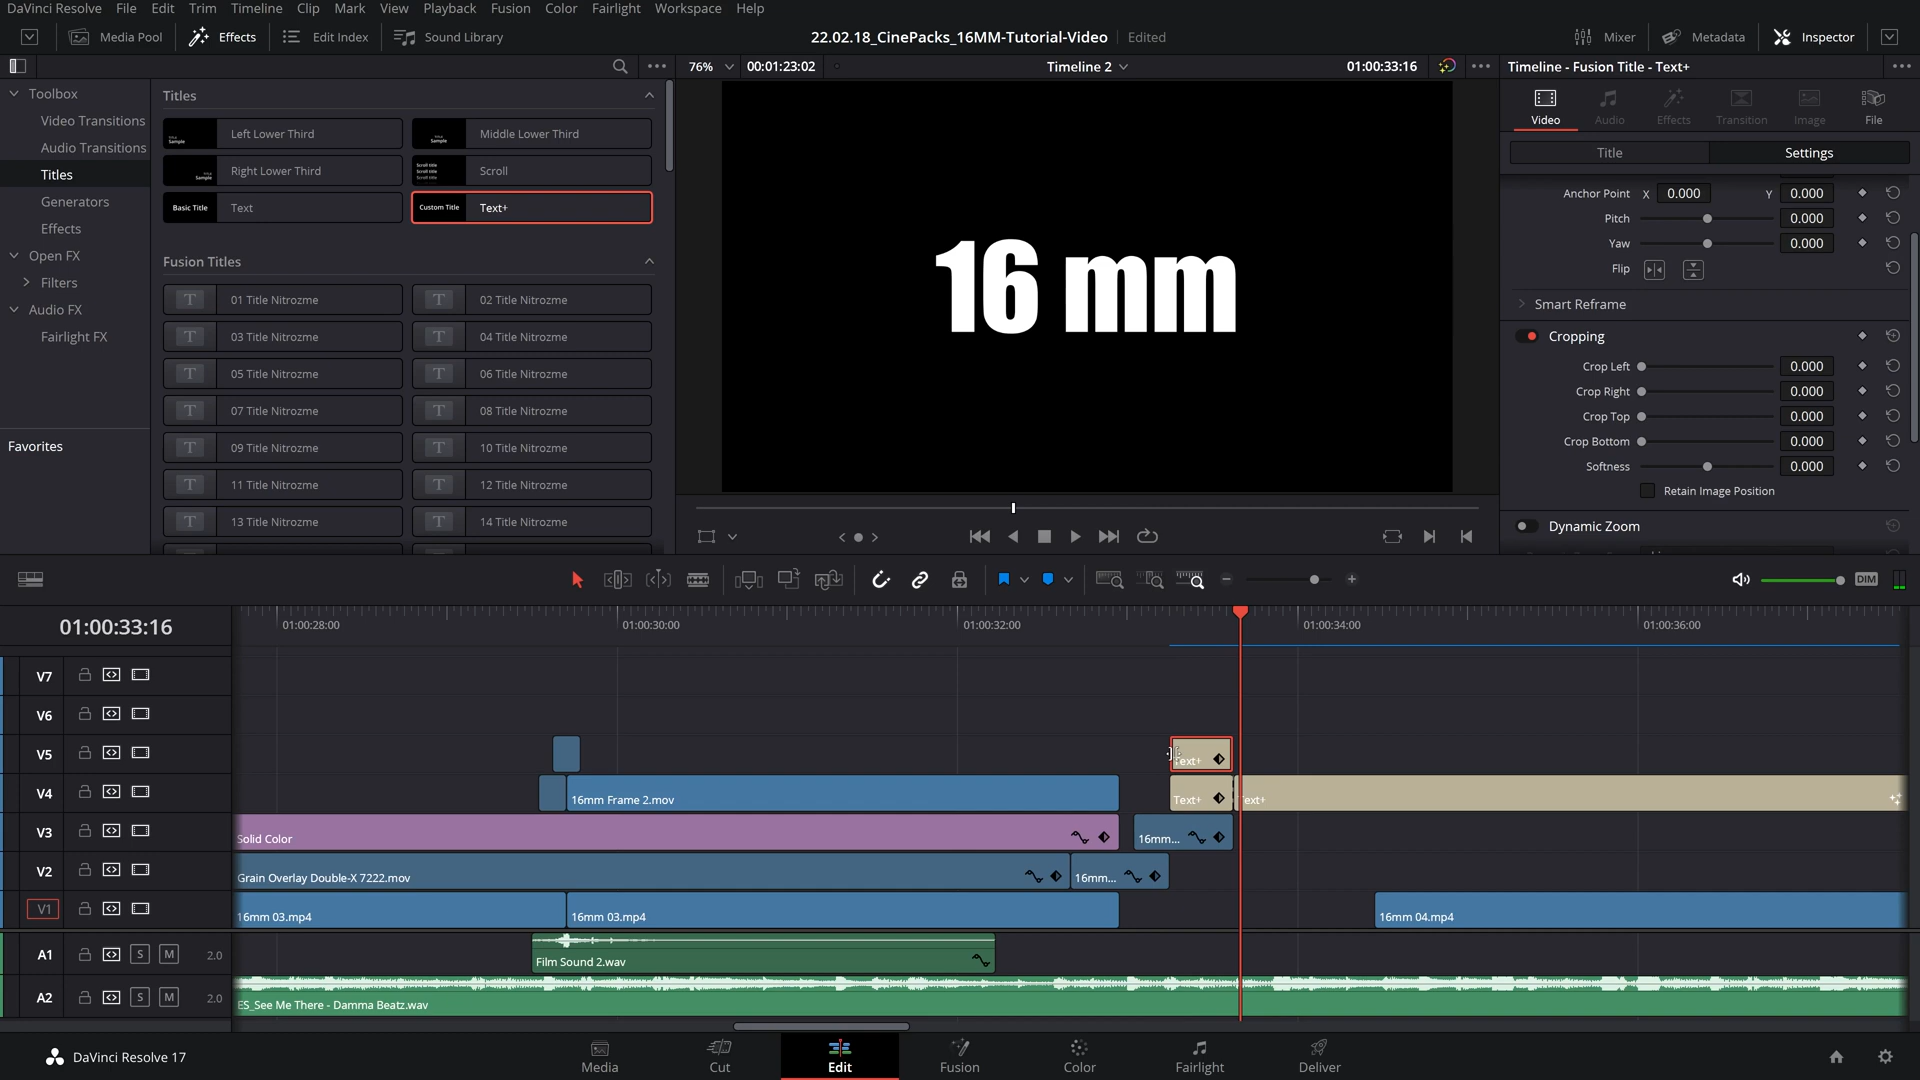 DaVinci Resolve File Edit Trim Timeline Clip Mark View Playback Fusion Color Fairlight Workspace Help
Media Pool Effects Edit Index Sound Library 22.02.18_CinePacks_16MM-Tutorial-Video Edited Mixer Metadata Inspector
76% 00:01:23:02 Timeline 2 01:00:33:16 Timeline - Fusion Title - Text+
Toolbox
Video Transitions
Audio Transitions
Titles
Generators
Effects
Open FX
Filters
Audio FX
Fairlight FX
Favorites
Titles
Title Sample Left Lower Third Title Sample Middle Lower Third
Title Sample Right Lower Third Scroll title Scroll title Scroll title Scroll
Basic Title Text Custom Title Text+
Fusion Titles
T 01 Title Nitrozme T 02 Title Nitrozme
T 03 Title Nitrozme T 04 Title Nitrozme
T 05 Title Nitrozme T 06 Title Nitrozme
T 07 Title Nitrozme T 08 Title Nitrozme
T 09 Title Nitrozme T 10 Title Nitrozme
T 11 Title Nitrozme T 12 Title Nitrozme
T 13 Title Nitrozme T 14 Title Nitrozme
16 mm
Video Audio Effects Transition Image File
Title Settings
Anchor Point X 0.000 Y 0.000
Pitch 0.000
Yaw 0.000
Flip
Smart Reframe
Cropping
Crop Left 0.000
Crop Right 0.000
Crop Top 0.000
Crop Bottom 0.000
Softness 0.000
Retain Image Position
Dynamic Zoom
DIM
01:00:33:16 01:00:28:00 01:00:30:00 01:00:32:00 01:00:34:00 01:00:36:00
V7
V6
V5 Text+
V4 16mm Frame 2.mov Text+ Text+
V3 Solid Color 16mm...
V2 Grain Overlay Double-X 7222.mov 16mm...
V1 16mm 03.mp4 16mm 03.mp4 16mm 04.mp4
A1 S M 2.0 Film Sound 2.wav
A2 S M 2.0 ES_See Me There - Damma Beatz.wav
DaVinci Resolve 17 Media Cut Edit Fusion Color Fairlight Deliver